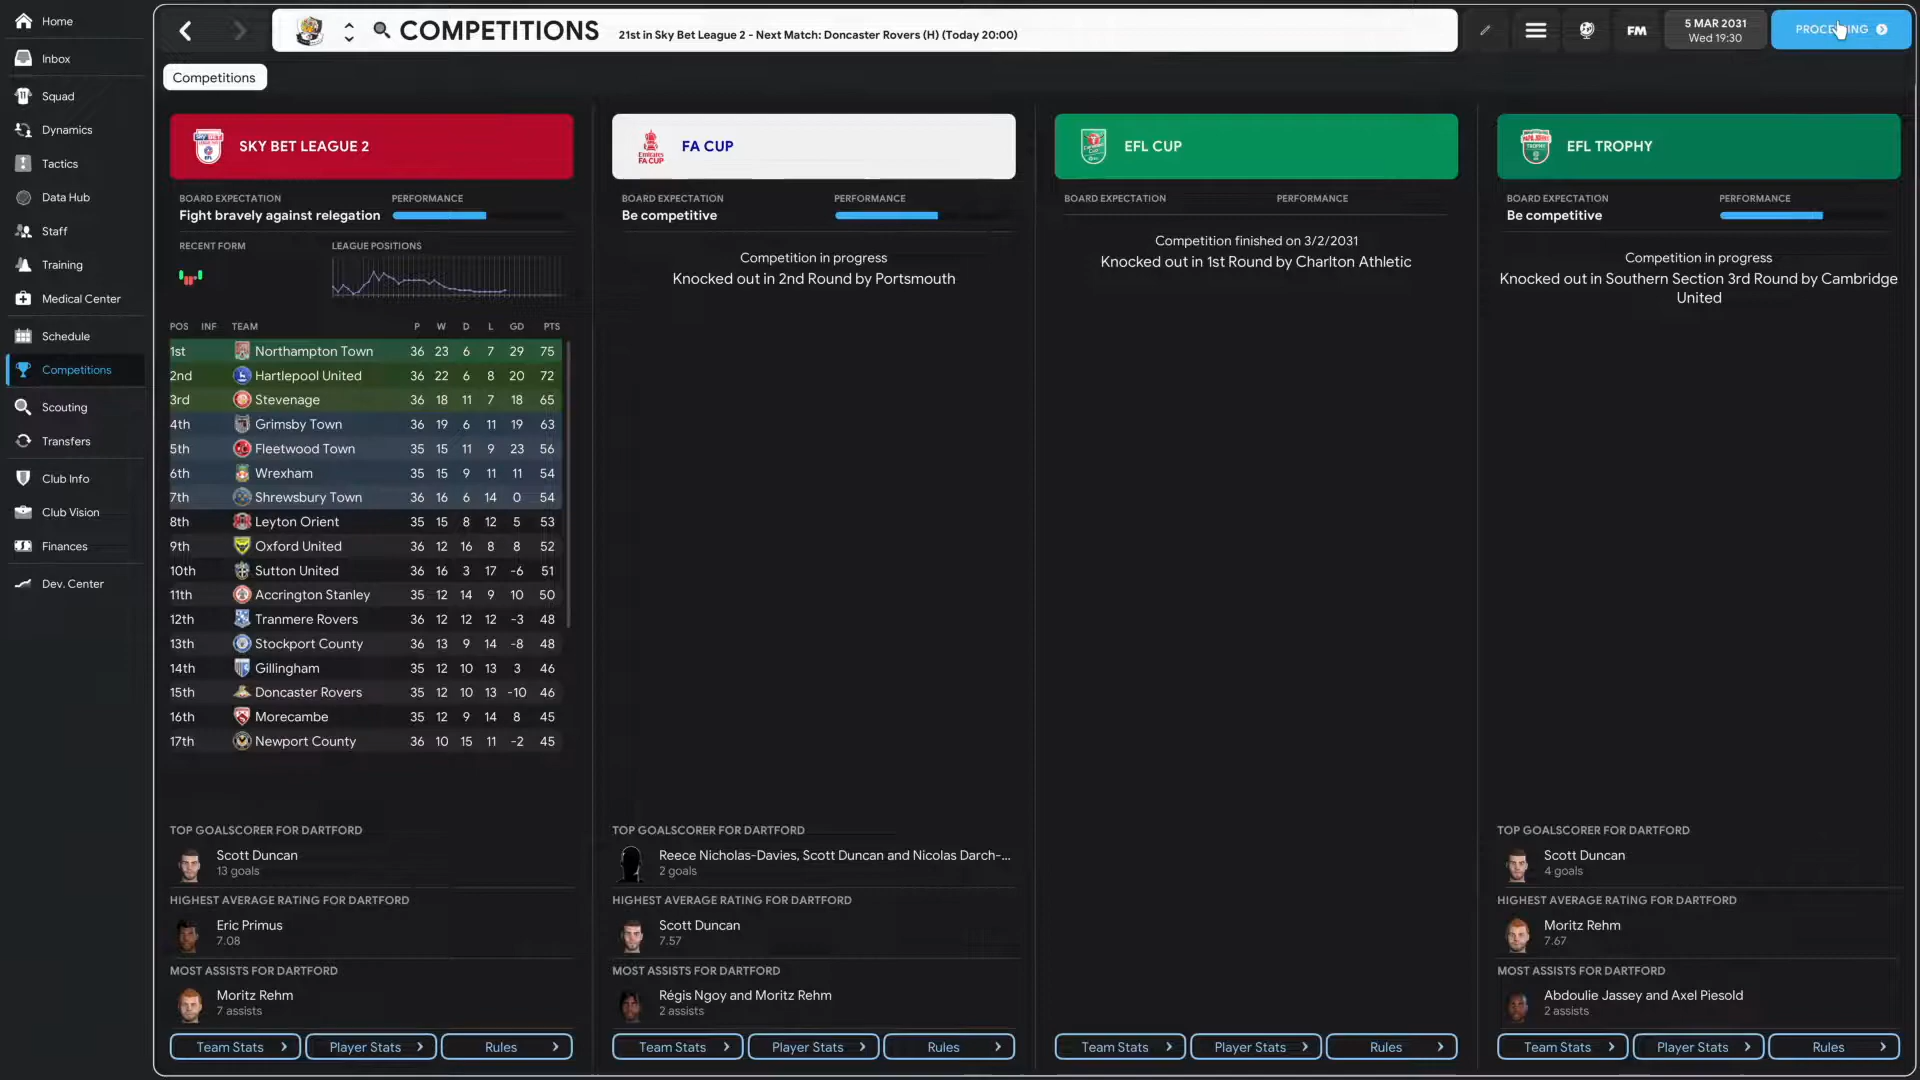 Home
Inbox
Squad
Dynamics
Tactics
Data Hub
Staff
Training
Medical Center
Schedule
Competitions
Scouting
Transfers
Club Info
Club Vision
Finances
Dev. Center
COMPETITIONS
21st in Sky Bet League 2 - Next Match: Doncaster Rovers (H) (Today 20:00)
FM
5 MAR 2031
Wed 19:30
Competitions
SKY BET LEAGUE 2
BOARD EXPECTATION PERFORMANCE
Fight bravely against relegation
RECENT FORM LEAGUE POSITIONS
POS INF TEAM P W D L GD PTS
1st Northampton Town 36 23 6 7 29 75
2nd Hartlepool United 36 22 6 8 20 72
3rd Stevenage 36 18 11 7 18 65
4th Grimsby Town 36 19 6 11 19 63
5th Fleetwood Town 35 15 11 9 23 56
6th Wrexham 35 15 9 11 11 54
7th Shrewsbury Town 36 16 6 14 0 54
8th Leyton Orient 35 15 8 12 5 53
9th Oxford United 36 12 16 8 8 52
10th Sutton United 36 16 3 17 -6 51
11th Accrington Stanley 35 12 14 9 10 50
12th Tranmere Rovers 36 12 12 12 -3 48
13th Stockport County 36 13 9 14 -8 48
14th Gillingham 35 12 10 13 3 46
15th Doncaster Rovers 35 12 10 13 -10 46
16th Morecambe 35 12 9 14 8 45
17th Newport County 36 10 15 11 -2 45
TOP GOALSCORER FOR DARTFORD
Scott Duncan
13 goals
HIGHEST AVERAGE RATING FOR DARTFORD
Eric Primus
7.08
MOST ASSISTS FOR DARTFORD
Moritz Rehm
7 assists
Team Stats Player Stats Rules
FA CUP
Emirates
FA CUP
BOARD EXPECTATION PERFORMANCE
Be competitive
Competition in progress
Knocked out in 2nd Round by Portsmouth
TOP GOALSCORER FOR DARTFORD
Reece Nicholas-Davies, Scott Duncan and Nicolas Darch-...
2 goals
HIGHEST AVERAGE RATING FOR DARTFORD
Scott Duncan
7.57
MOST ASSISTS FOR DARTFORD
Régis Ngoy and Moritz Rehm
2 assists
Team Stats Player Stats Rules
EFL CUP
BOARD EXPECTATION PERFORMANCE
Competition finished on 3/2/2031
Knocked out in 1st Round by Charlton Athletic
Team Stats Player Stats Rules
EFL TROPHY
BOARD EXPECTATION PERFORMANCE
Be competitive
Competition in progress
Knocked out in Southern Section 3rd Round by Cambridge
United
TOP GOALSCORER FOR DARTFORD
Scott Duncan
4 goals
HIGHEST AVERAGE RATING FOR DARTFORD
Moritz Rehm
7.67
MOST ASSISTS FOR DARTFORD
Abdoulie Jassey and Axel Piesold
2 assists
Team Stats Player Stats Rules